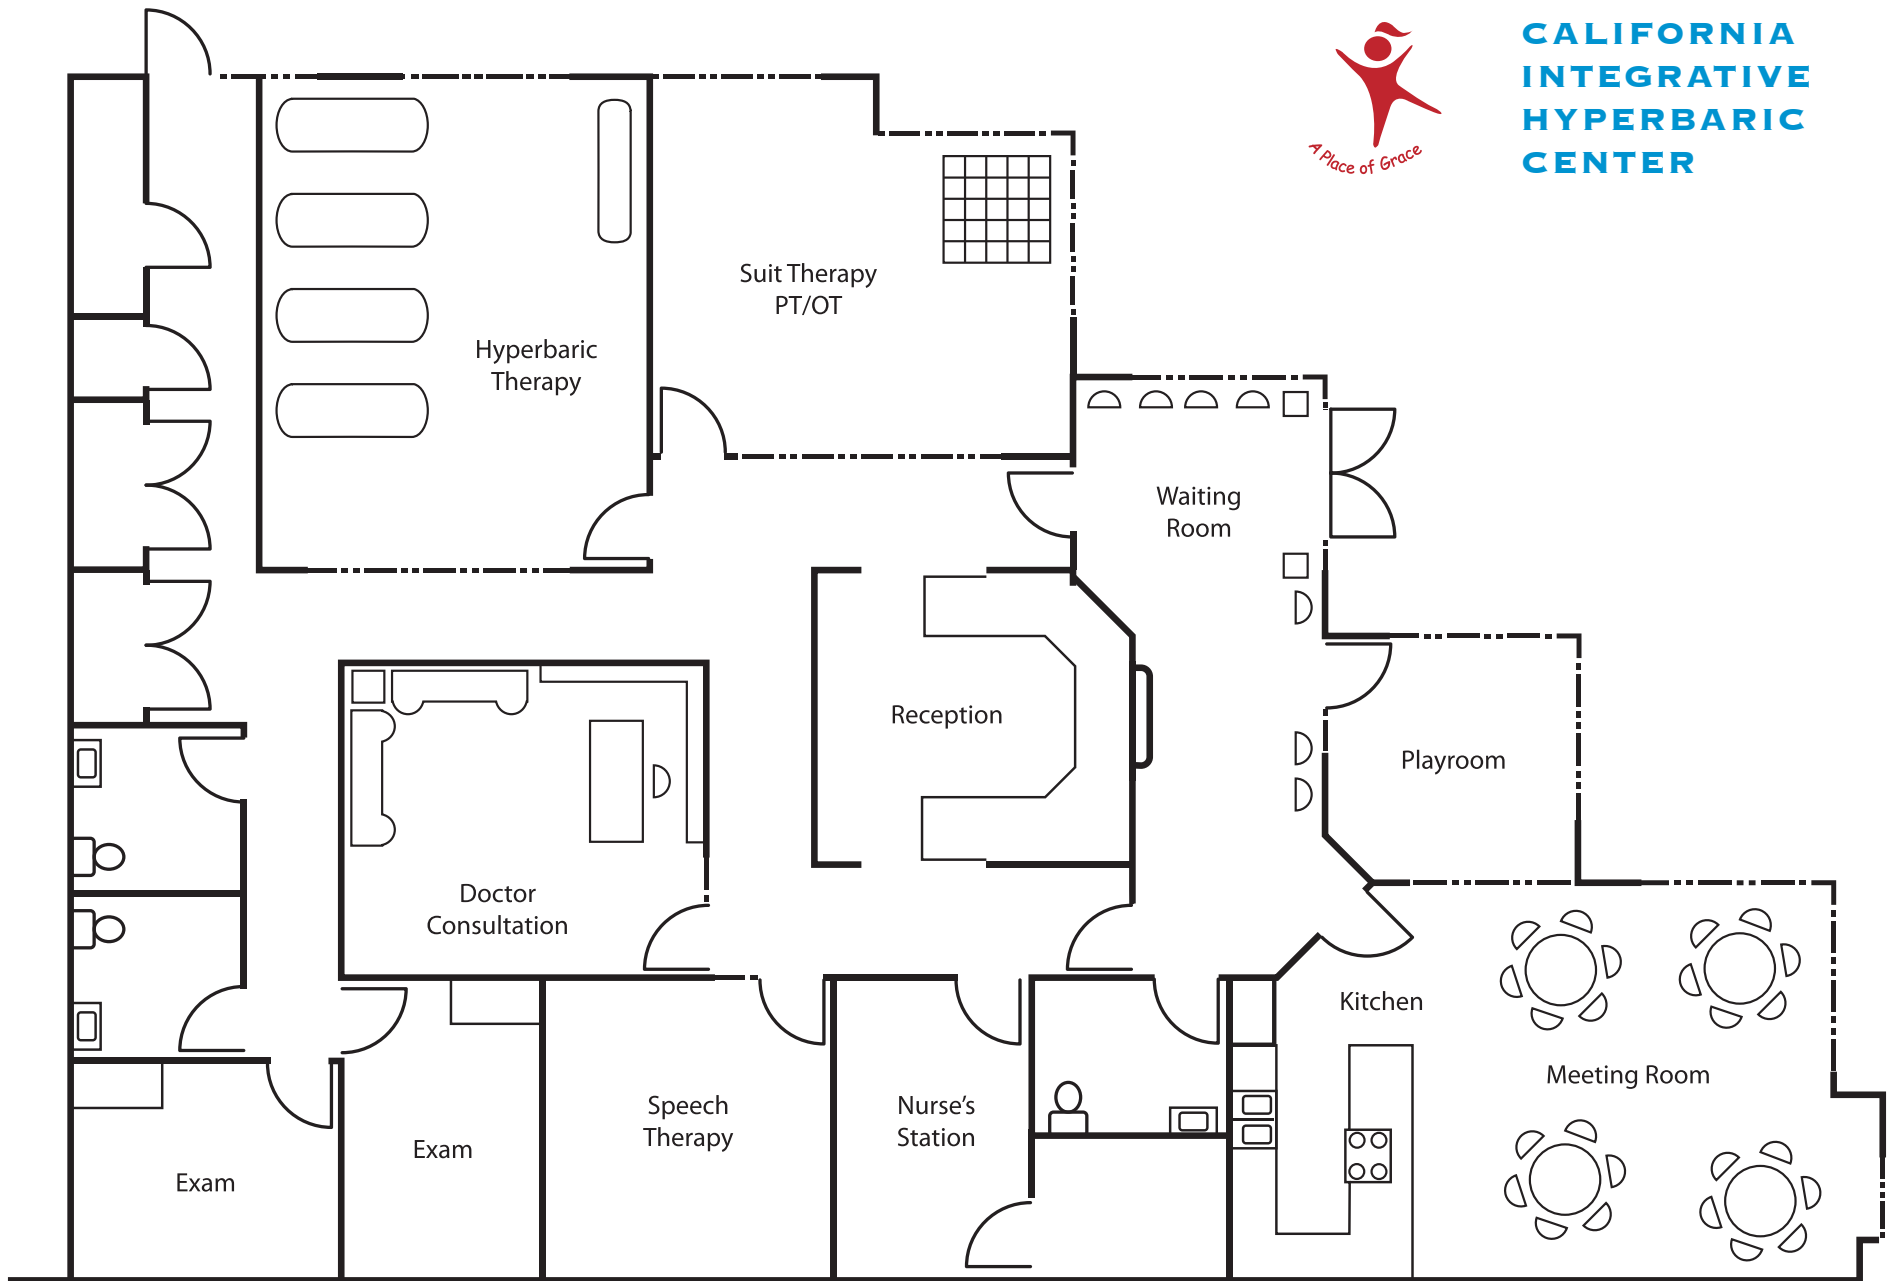 CALIFORNIA
INTEGRATIVE
HYPERBARIC
CENTER
A Place of Grace
Suit Therapy
PT/OT
Hyperbaric
Therapy
Waiting
Room
Reception
Playroom
Doctor
Consultation
Kitchen
Meeting Room
Speech
Therapy
Nurse’s
Station
Exam
Exam